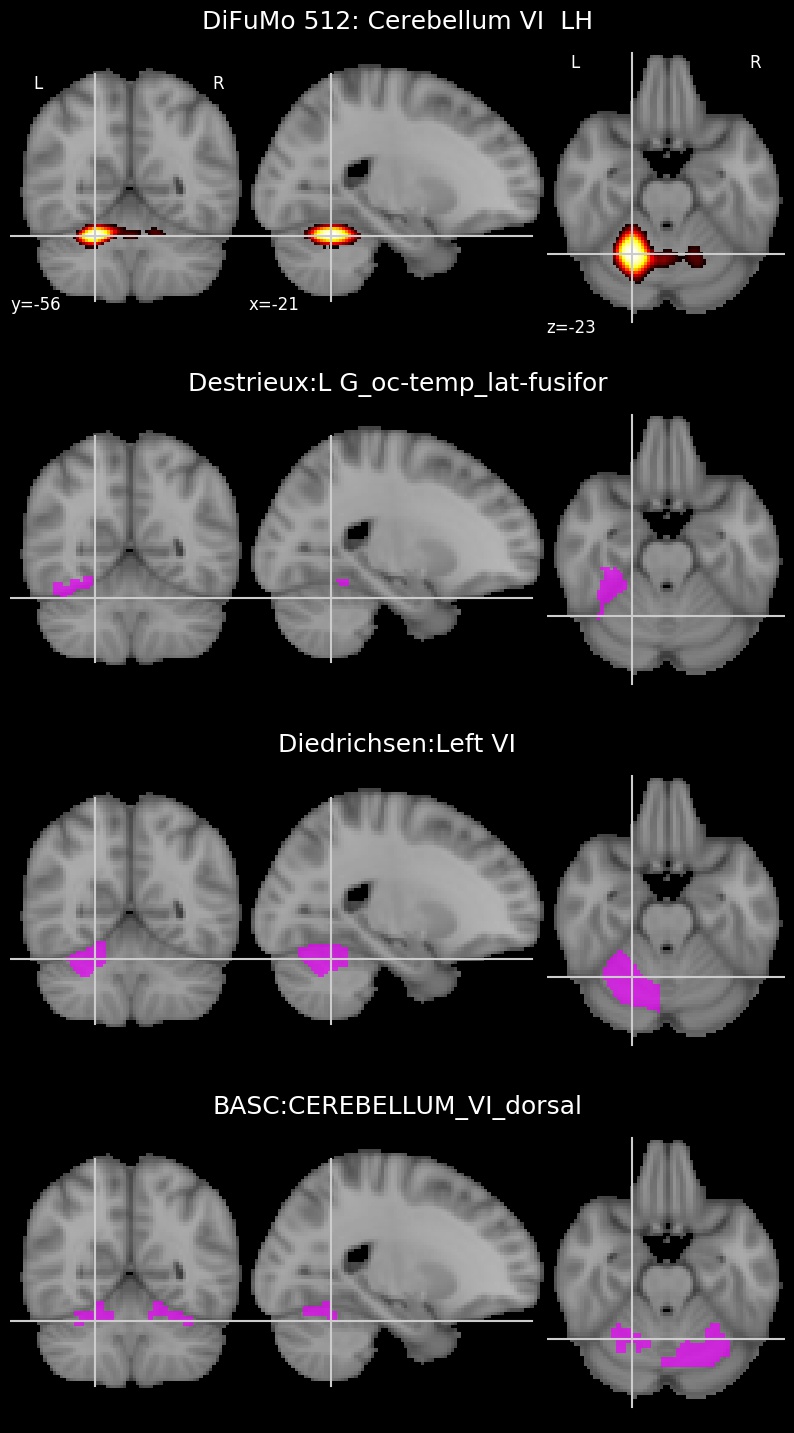 DiFuMo 512: Cerebellum VI  LH
L R L R
y=-56 x=-21 z=-23
Destrieux:L G_oc-temp_lat-fusifor
Diedrichsen:Left VI
BASC:CEREBELLUM_VI_dorsal